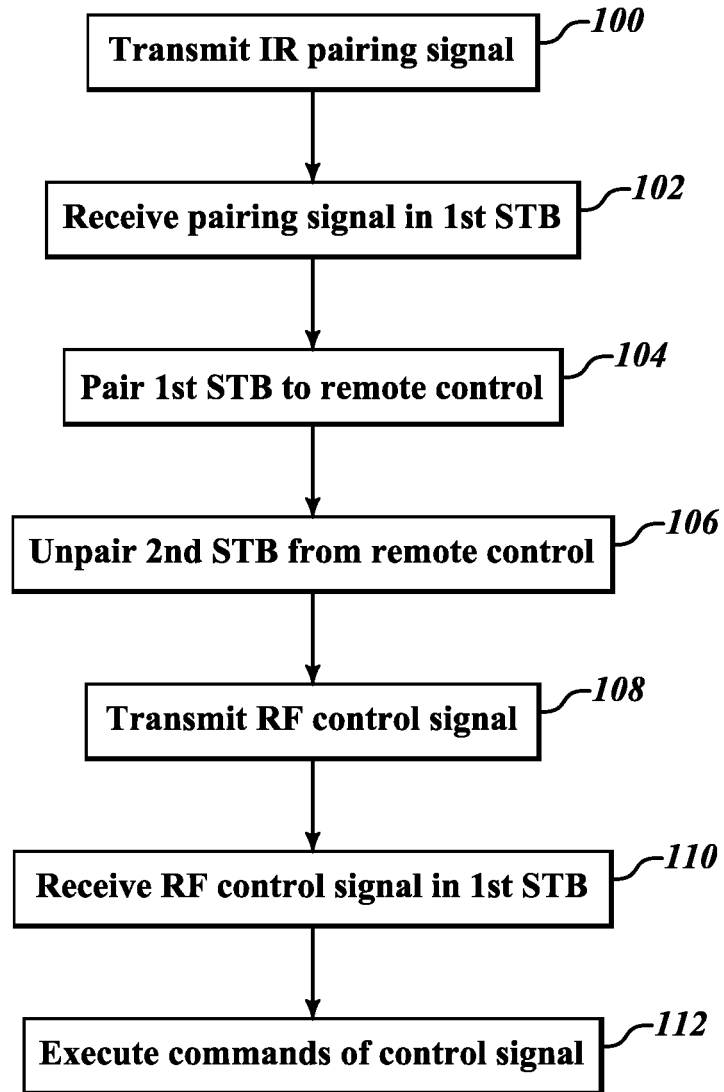 100
Transmit IR pairing signal
102
Receive pairing signal in 1st STB
104
Pair 1st STB to remote control
106
Unpair 2nd STB from remote control
108
Transmit RF control signal
110
Receive RF control signal in 1st STB
112
Execute commands of control signal